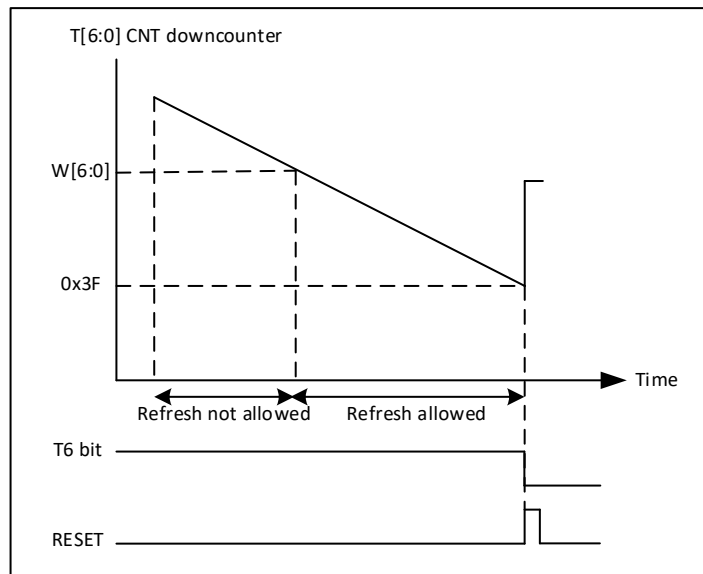 T[6:0] CNT downcounter
W[6:0]
0x3F
Time
Refresh not allowed
Refresh allowed
T6 bit
RESET